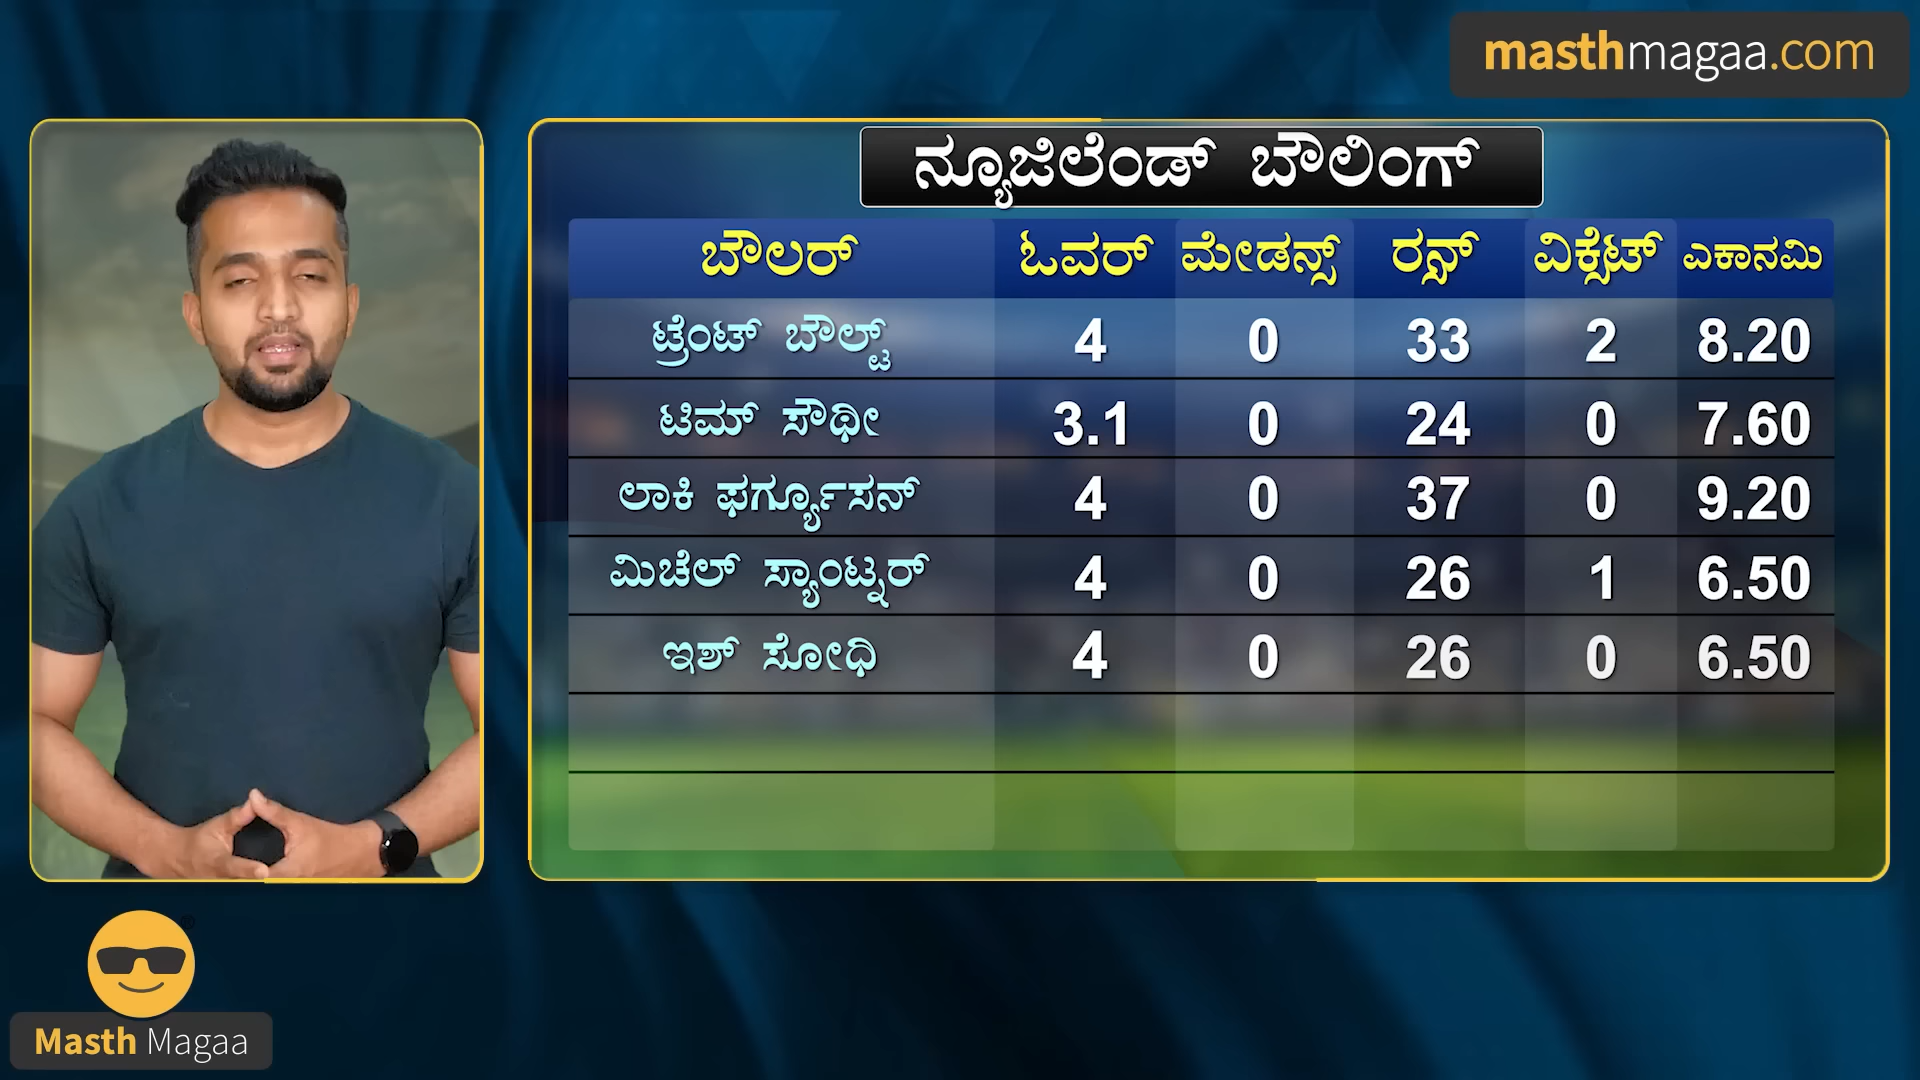 masthmagaa.com
ನ್ಯೂಜಿಲೆಂಡ್ ಬೌಲಿಂಗ್
ಬೌಲರ್ ಓವರ್ ಮೇಡನ್ಸ್ ರನ್ಸ್ ವಿಕ್ಸೆಟ್ ಎಕಾನಮಿ
ಟ್ರೆಂಟ್ ಬೌಲ್ಟ್ 4 0 33 2 8.20
ಟಿಮ್ ಸೌಥೀ 3.1 0 24 0 7.60
ಲಾಕಿ ಫರ್ಗ್ಯೂಸನ್ 4 0 37 0 9.20
ಮಿಚೆಲ್ ಸ್ಯಾಂಟ್ನರ್ 4 0 26 1 6.50
ಇಶ್ ಸೋಧಿ 4 0 26 0 6.50
Masth Magaa